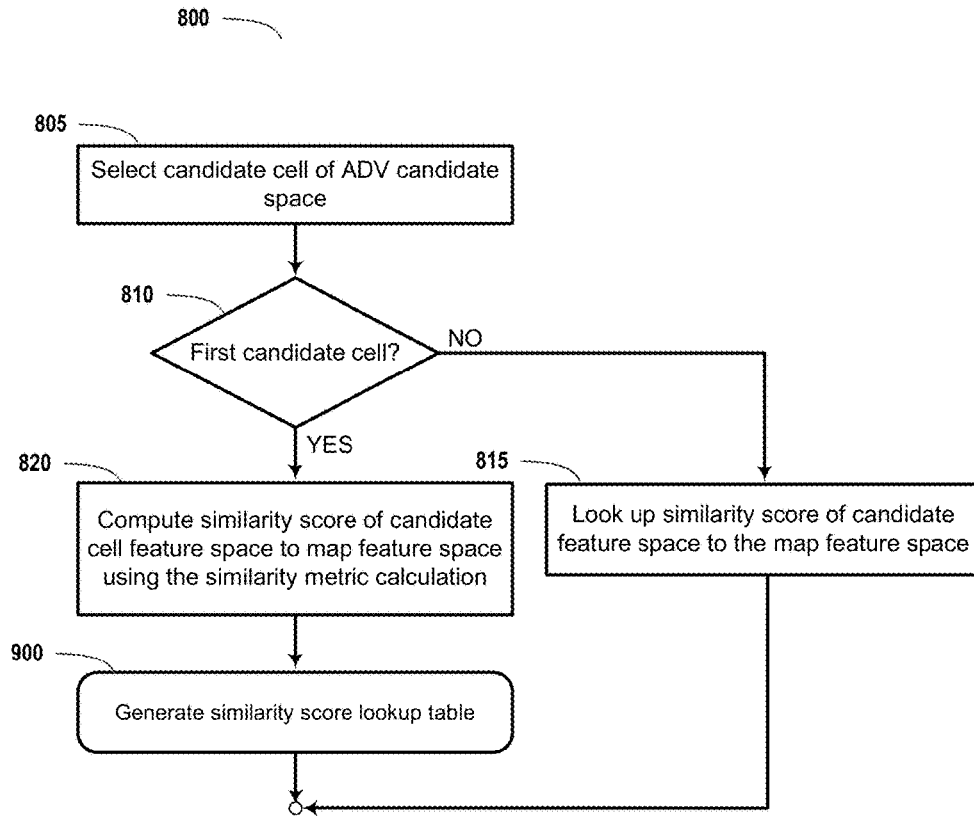 800
805
Select candidate cell of ADV candidate
space
810
First candidate cell?
NO
YES
820
815
Compute similarity score of candidate
cell feature space to map feature space
using the similarity metric calculation
Look up similarity score of candidate
feature space to the map feature space
900
Generate similarity score lookup table